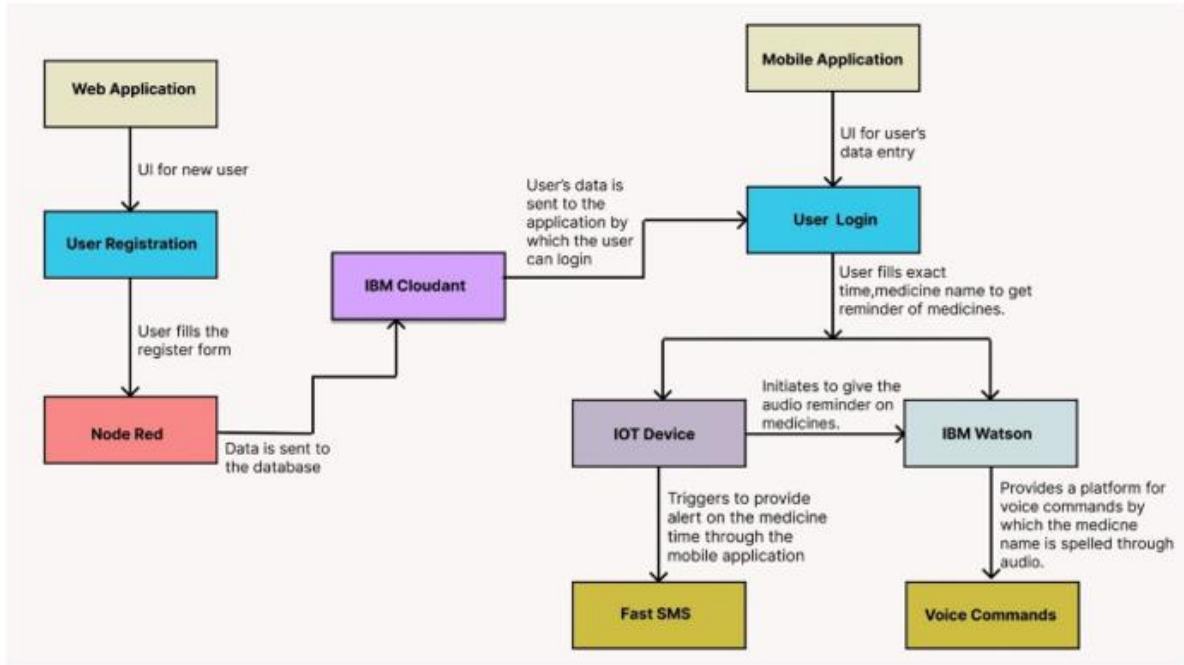 Web Application
UI for new user
User Registration
User fills the
register form
Node Red
Data is sent to
the database
IBM Cloudant
User's data is
sent to the
application by
which the user
can login
Mobile Application
UI for user's
data entry
User Login
User fills exact
time,medicine name to get
reminder of medicines.
IOT Device
Initiates to give the
audio reminder on
medicines.
IBM Watson
Triggers to provide
alert on the medicine
time through the
mobile application
Provides a platform for
voice commands by
which the medicne
name is spelled through
audio.
Fast SMS
Voice Commands